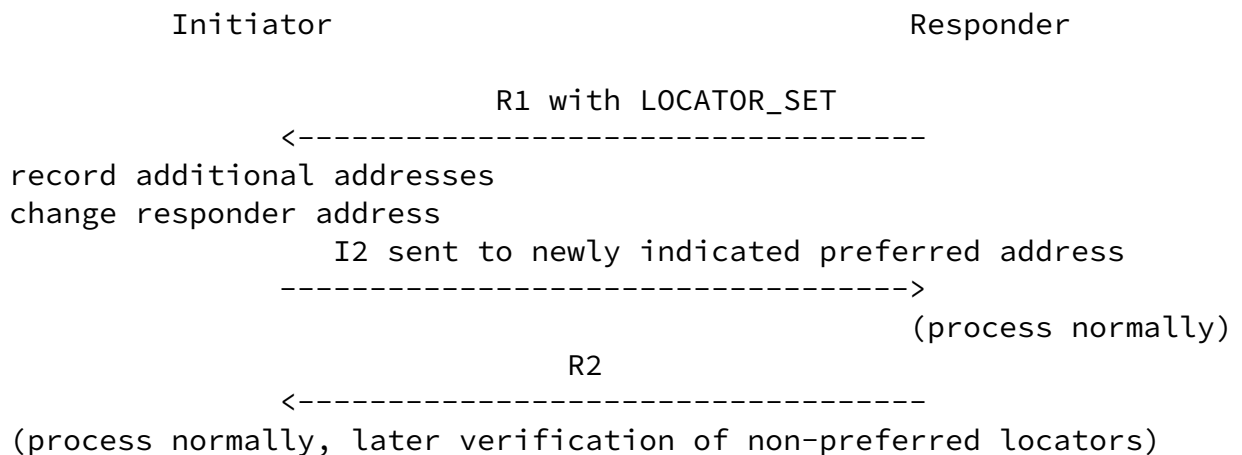 Initiator Responder
R1 with LOCATOR_SET
<-----------------------------------
record additional addresses
change responder address
I2 sent to newly indicated preferred address
----------------------------------->
(process normally)
R2
<-----------------------------------
(process normally, later verification of non-preferred locators)